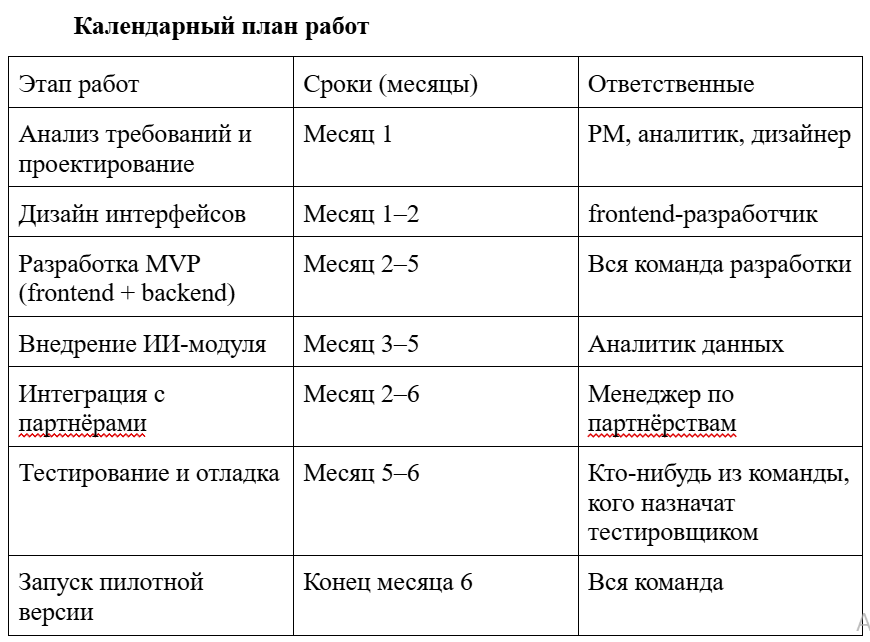 Календарный план работ
Этап работ
Сроки (месяцы)
Ответственные
Анализ требований и
проектирование
Месяц 1
PM, аналитик, дизайнер
Дизайн интерфейсов
Месяц 1–2
frontend-разработчик
Разработка MVP
(frontend + backend)
Месяц 2–5
Вся команда разработки
Внедрение ИИ-модуля
Месяц 3–5
Аналитик данных
Интеграция с
партнёрами
Месяц 2–6
Менеджер по
партнёрствам
Тестирование и отладка
Месяц 5–6
Кто-нибудь из команды,
кого назначат
тестировщиком
Запуск пилотной
версии
Конец месяца 6
Вся команда